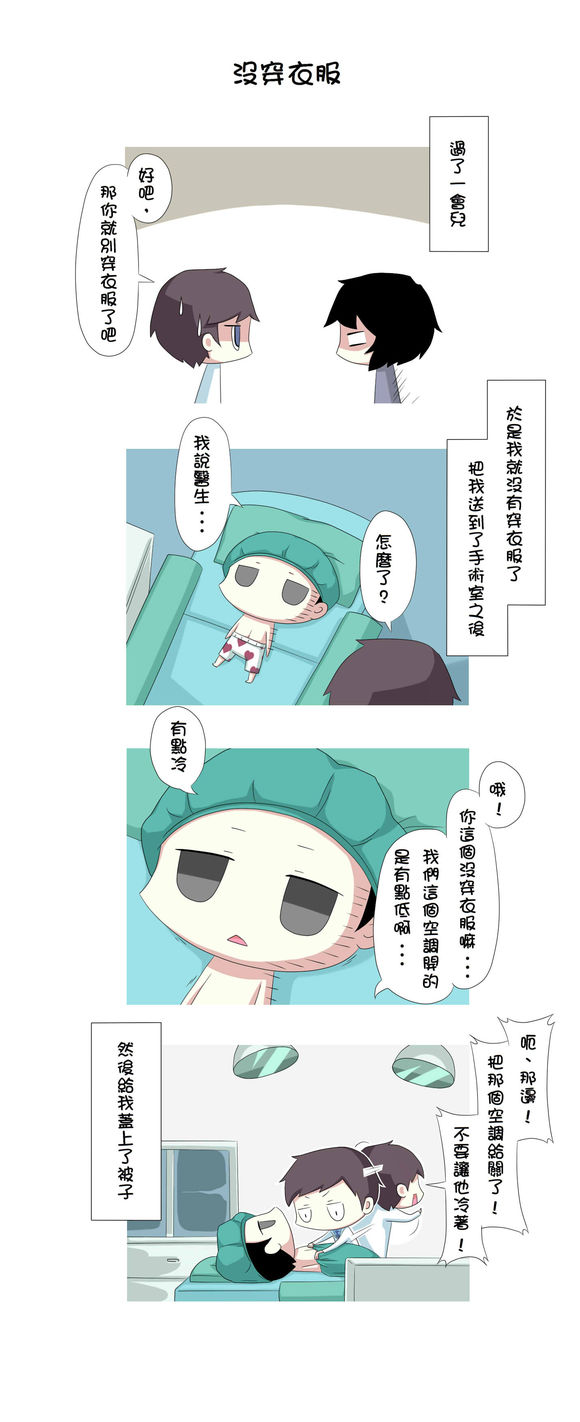 沒穿衣服
過了一會兒
好吧，
那你就別穿衣服了吧
於是我就沒有穿衣服了
把我送到了手術室之後
我說醫生...
怎麼了?
有點冷
哦!
你這個沒穿衣服嘛...
我們這個空調開的
是有點低啊...
呃、那邊!
把那個空調給關了!
不要讓他冷著!
然後給我蓋上了被子